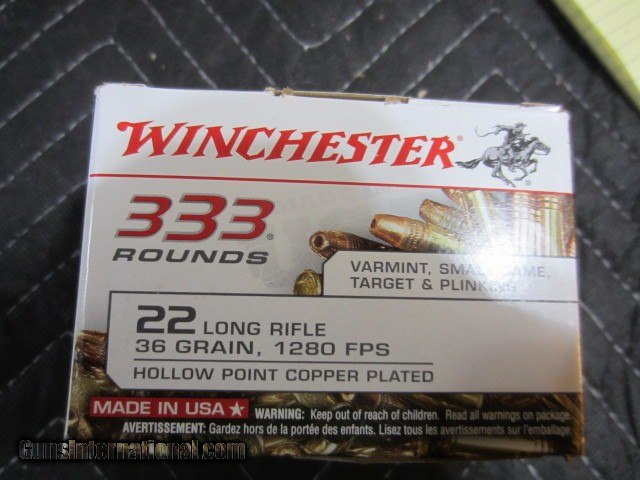 WINCHESTER®
333®
ROUNDS
VARMINT, SMALL GAME,
TARGET & PLINKING
22 LONG RIFLE
36 GRAIN, 1280 FPS
HOLLOW POINT COPPER PLATED
MADE IN USA ★
WARNING: Keep out of reach of children. Read all warnings on package.
AVERTISSEMENT: Gardez hors de la portée des enfants. Lisez tous les avertissements sur l'emballage
GunsInternational.com